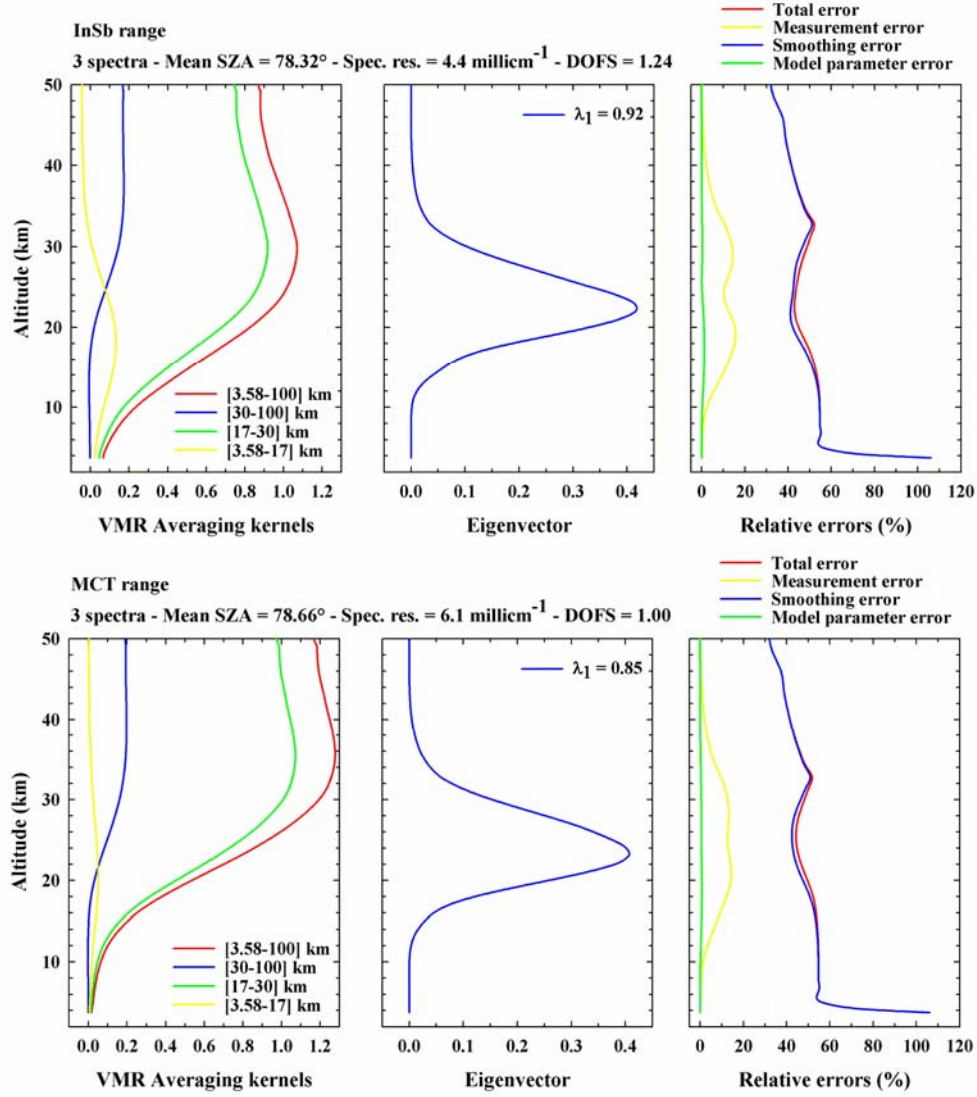 InSb range
3 spectra - Mean SZA = 78.32° - Spec. res. = 4.4 millicm⁻¹ - DOFS = 1.24
Total error
Measurement error
Smoothing error
Model parameter error
Altitude (km)
50
40
30
20
10
[3.58-100] km
[30-100] km
[17-30] km
[3.58-17] km
0.0 0.2 0.4 0.6 0.8 1.0 1.2
VMR Averaging kernels
λ₁ = 0.92
0.0 0.1 0.2 0.3 0.4
Eigenvector
0 20 40 60 80 100 120
Relative errors (%)
MCT range
3 spectra - Mean SZA = 78.66° - Spec. res. = 6.1 millicm⁻¹ - DOFS = 1.00
Total error
Measurement error
Smoothing error
Model parameter error
Altitude (km)
50
40
30
20
10
[3.58-100] km
[30-100] km
[17-30] km
[3.58-17] km
0.0 0.2 0.4 0.6 0.8 1.0 1.2
VMR Averaging kernels
λ₁ = 0.85
0.0 0.1 0.2 0.3 0.4
Eigenvector
0 20 40 60 80 100 120
Relative errors (%)